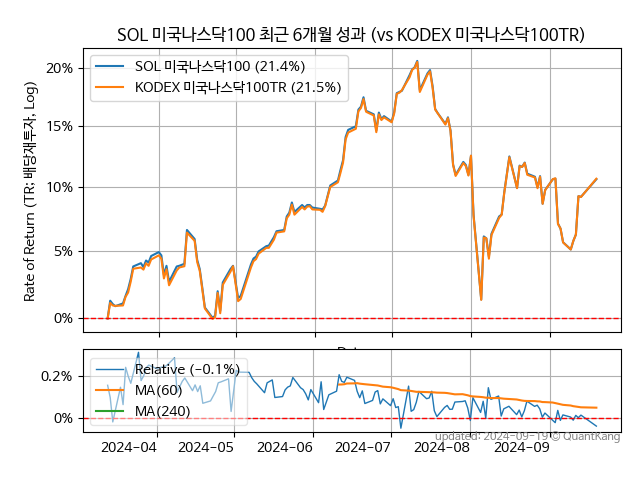 SOL 미국나스닥100 최근 6개월 성과 (vs KODEX 미국나스닥100TR)
Rate of Return (TR: 배당재투자, Log)
20%
15%
10%
5%
0%
SOL 미국나스닥100 (21.4%)
KODEX 미국나스닥100TR (21.5%)
0.2%
0%
Relative (−0.1%)
MA(60)
MA(240)
2024−04 2024−05 2024−06 2024−07 2024−08 2024−09
updated: 2024-09-19 © QuantKang